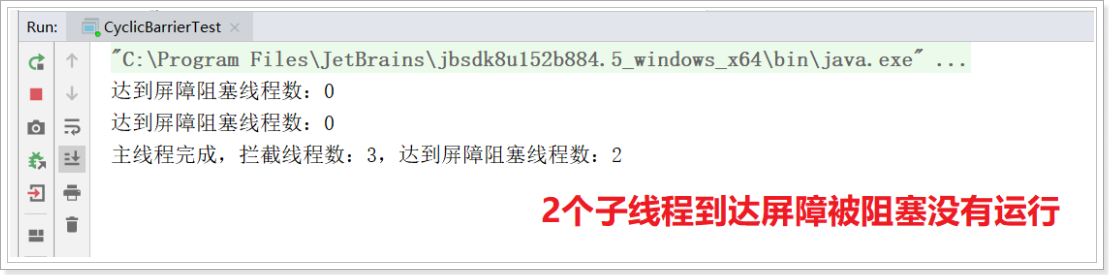 Run: CyclicBarrierTest
"C:\Program Files\JetBrains\jbsdk8u152b884.5_windows_x64\bin\java.exe" ...
达到屏障阻塞线程数：0
达到屏障阻塞线程数：0
主线程完成，拦截线程数：3，达到屏障阻塞线程数：2
2个子线程到达屏障被阻塞没有运行